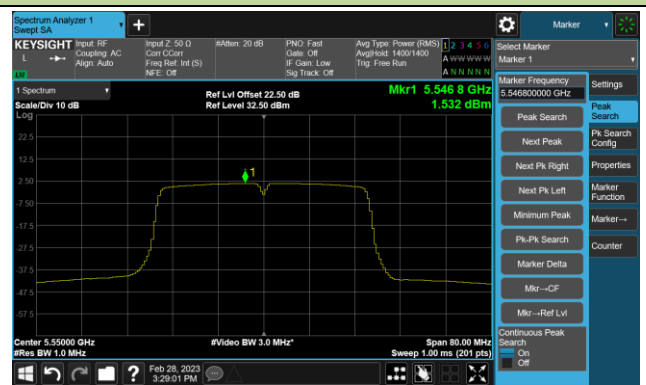 Spectrum Analyzer 1
Swept SA
Marker
KEYSIGHT
L
LW
Input: RF
Coupling: AC
Align: Auto
Input Z: 50 Ω
Corr CCorr
Freq Ref: Int (S)
NFE: Off
#Atten: 20 dB
PNO: Fast
Gate: Off
IF Gain: Low
Sig Track: Off
Avg Type: Power (RMS)
Avg|Hold: 1400/1400
Trig: Free Run
1 2 3 4 5 6
A W W W W W
A N N N N N
Select Marker
Marker 1
1 Spectrum
Scale/Div 10 dB
Log
Ref Lvl Offset 22.50 dB
Ref Level 32.50 dBm
Mkr1 5.546 8 GHz
1.532 dBm
22.5
12.5
2.50
-7.50
-17.5
-27.5
-37.5
-47.5
-57.5
1
Center 5.55000 GHz
#Res BW 1.0 MHz
#Video BW 3.0 MHz*
Span 80.00 MHz
Sweep 1.00 ms (201 pts)
Marker Frequency
5.546800000 GHz
Peak Search
Next Peak
Next Pk Right
Next Pk Left
Minimum Peak
Pk-Pk Search
Marker Delta
Mkr→CF
Mkr→Ref Lvl
Continuous Peak
Search
On
Off
Settings
Peak
Search
Pk Search
Config
Properties
Marker
Function
Marker→
Counter
?
Feb 28, 2023
3:29:01 PM